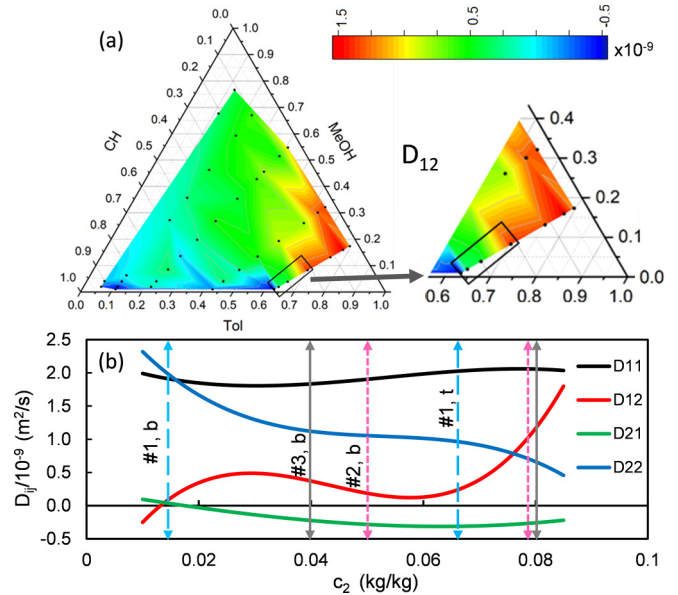 (a)
1.5
0.5
-0.5
x10⁻⁹
0.0
0.0
1.0
0.1
0.9
0.2
0.8
0.3
0.7
0.4
0.6
0.5
0.5
0.6
0.4
0.7
0.3
0.8
0.2
0.9
0.1
1.0
0.0 0.1 0.2 0.3 0.4 0.5 0.6 0.7 0.8 0.9 1.0
CH
MeOH
Tol
D₁₂
0.4
0.3
0.2
0.1
0.0
0.6 0.7 0.8 0.9 1.0
(b)
2.5
2.0
1.5
1.0
0.5
0.0
-0.5
D_ij/10⁻⁹ (m²/s)
#1, b
#3, b
#2, b
#1, t
D11
D12
D21
D22
0 0.02 0.04 0.06 0.08 0.1
c₂ (kg/kg)